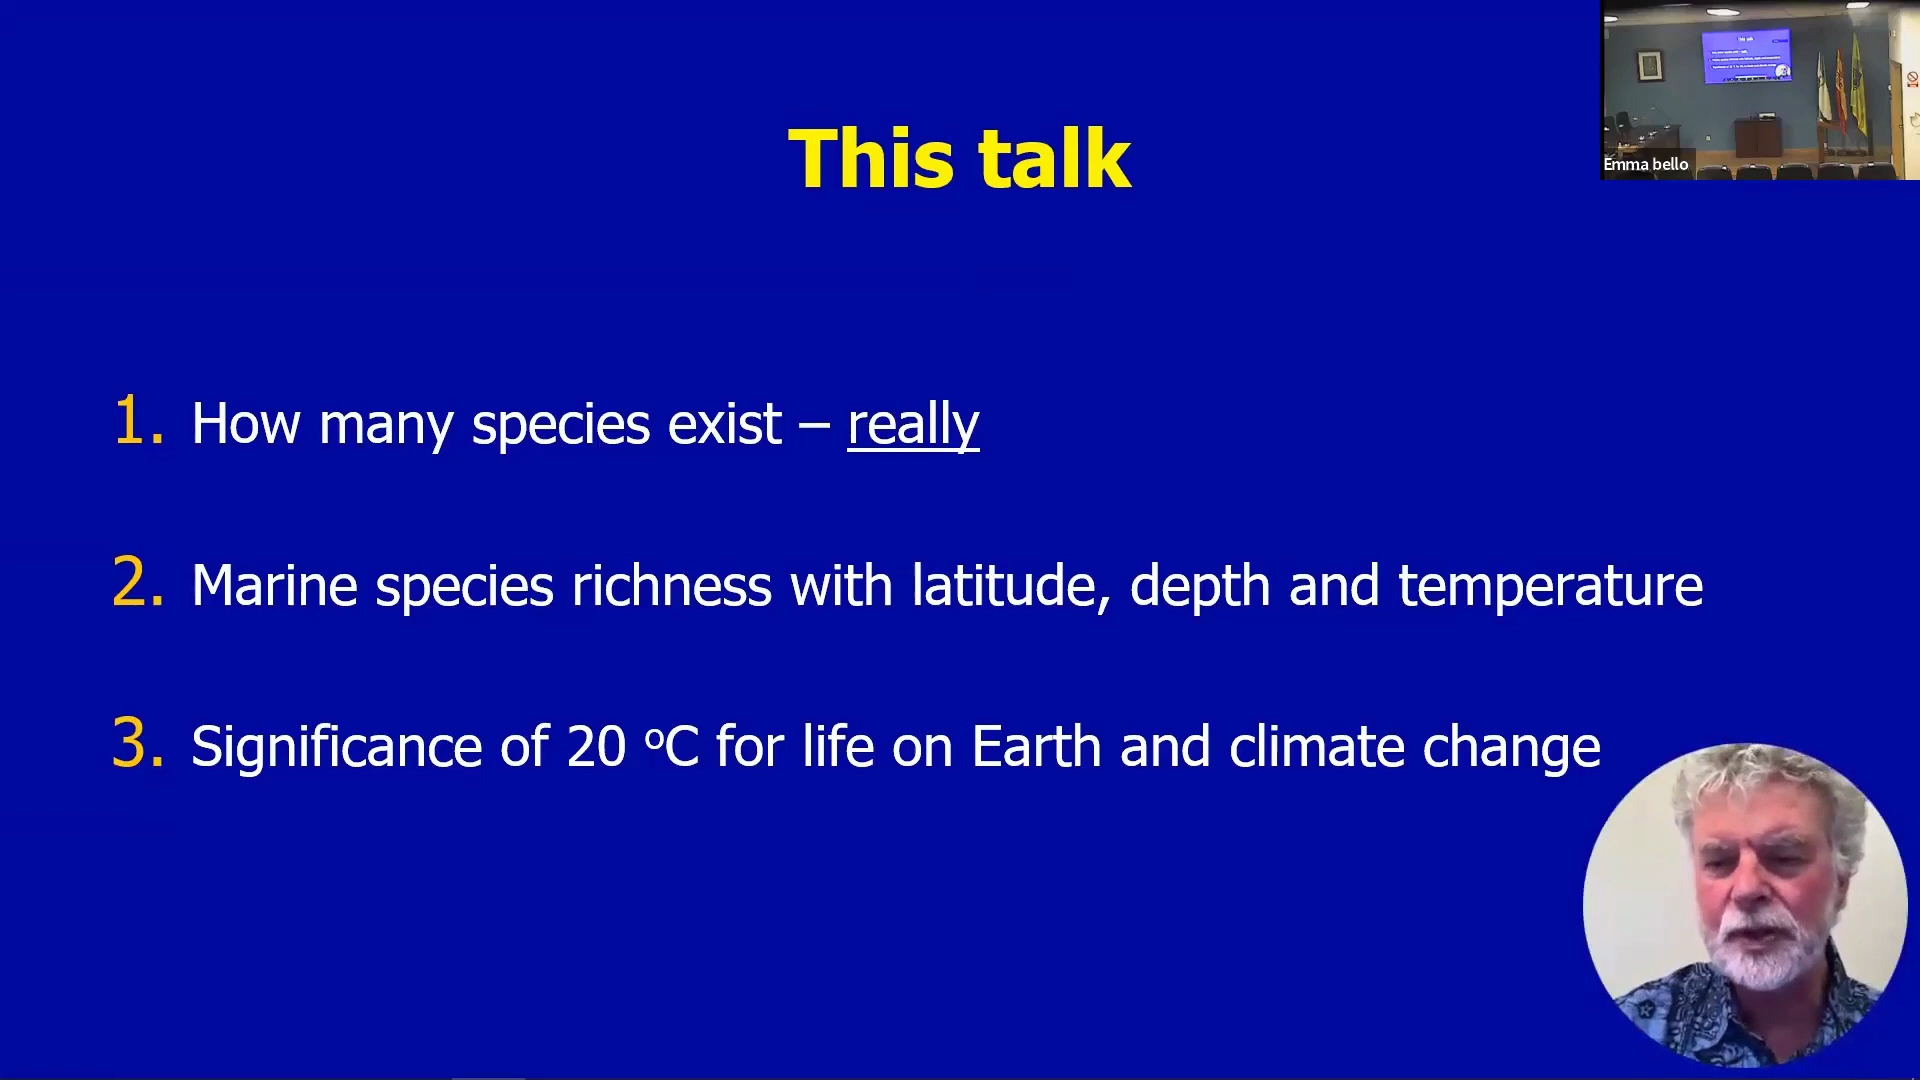 This talk
1. How many species exist – really
2. Marine species richness with latitude, depth and temperature
3. Significance of 20 ºC for life on Earth and climate change
Emma bello